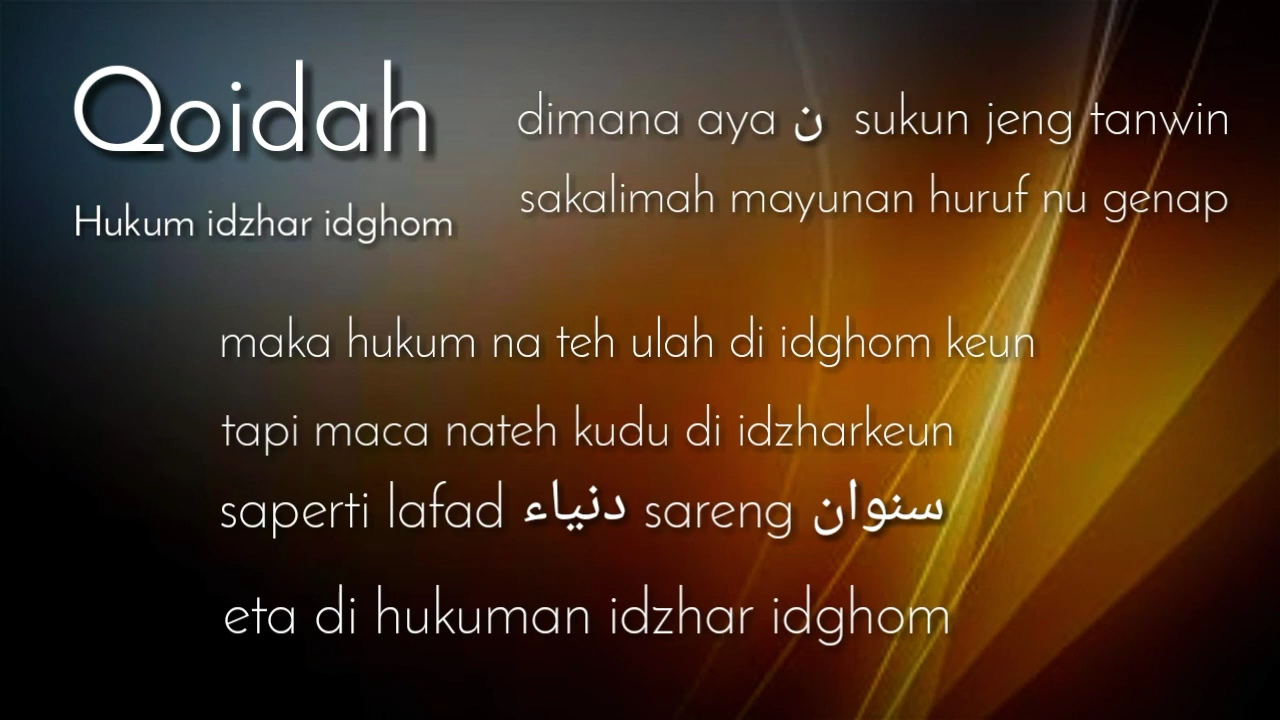 Qoidah
Hukum idzhar idghom
dimana aya ن sukun jeng tanwin
sakalimah mayunan huruf nu genap
maka hukum na teh ulah di idghom keun
tapi maca nateh kudu di idzharkeun
saperti lafad دنياء sareng سنوان
eta di hukuman idzhar idghom